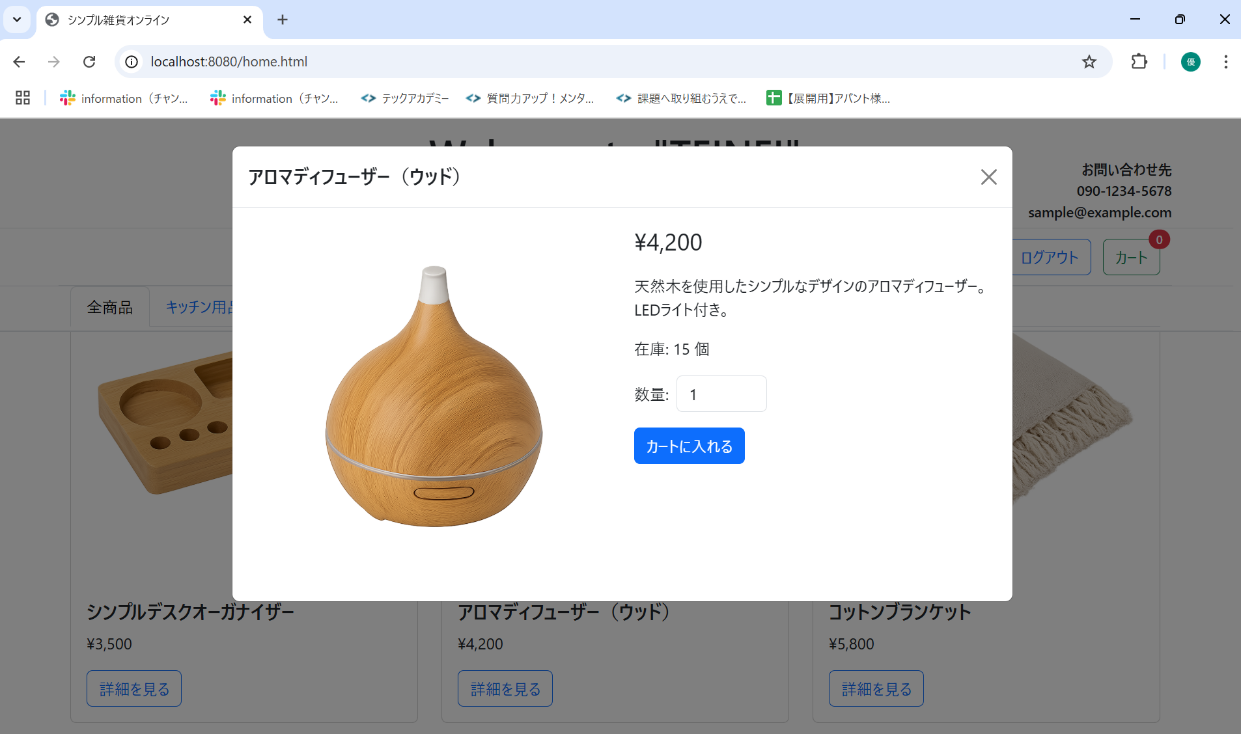 シンプル雑貨オンライン
localhost:8080/home.html
優
information（チャン...
information（チャン...
テックアカデミー
質問力アップ！メンタ...
課題へ取り組むうえで...
【展開用】アバント様...
アロマディフューザー（ウッド）
お問い合わせ先
090-1234-5678
sample@example.com
¥4,200
天然木を使用したシンプルなデザインのアロマディフューザー。
LEDライト付き。
在庫: 15 個
数量: 1
カートに入れる
ログアウト
カート
0
全商品
キッチン用品
シンプルデスクオーガナイザー
¥3,500
詳細を見る
アロマディフューザー（ウッド）
¥4,200
詳細を見る
コットンブランケット
¥5,800
詳細を見る